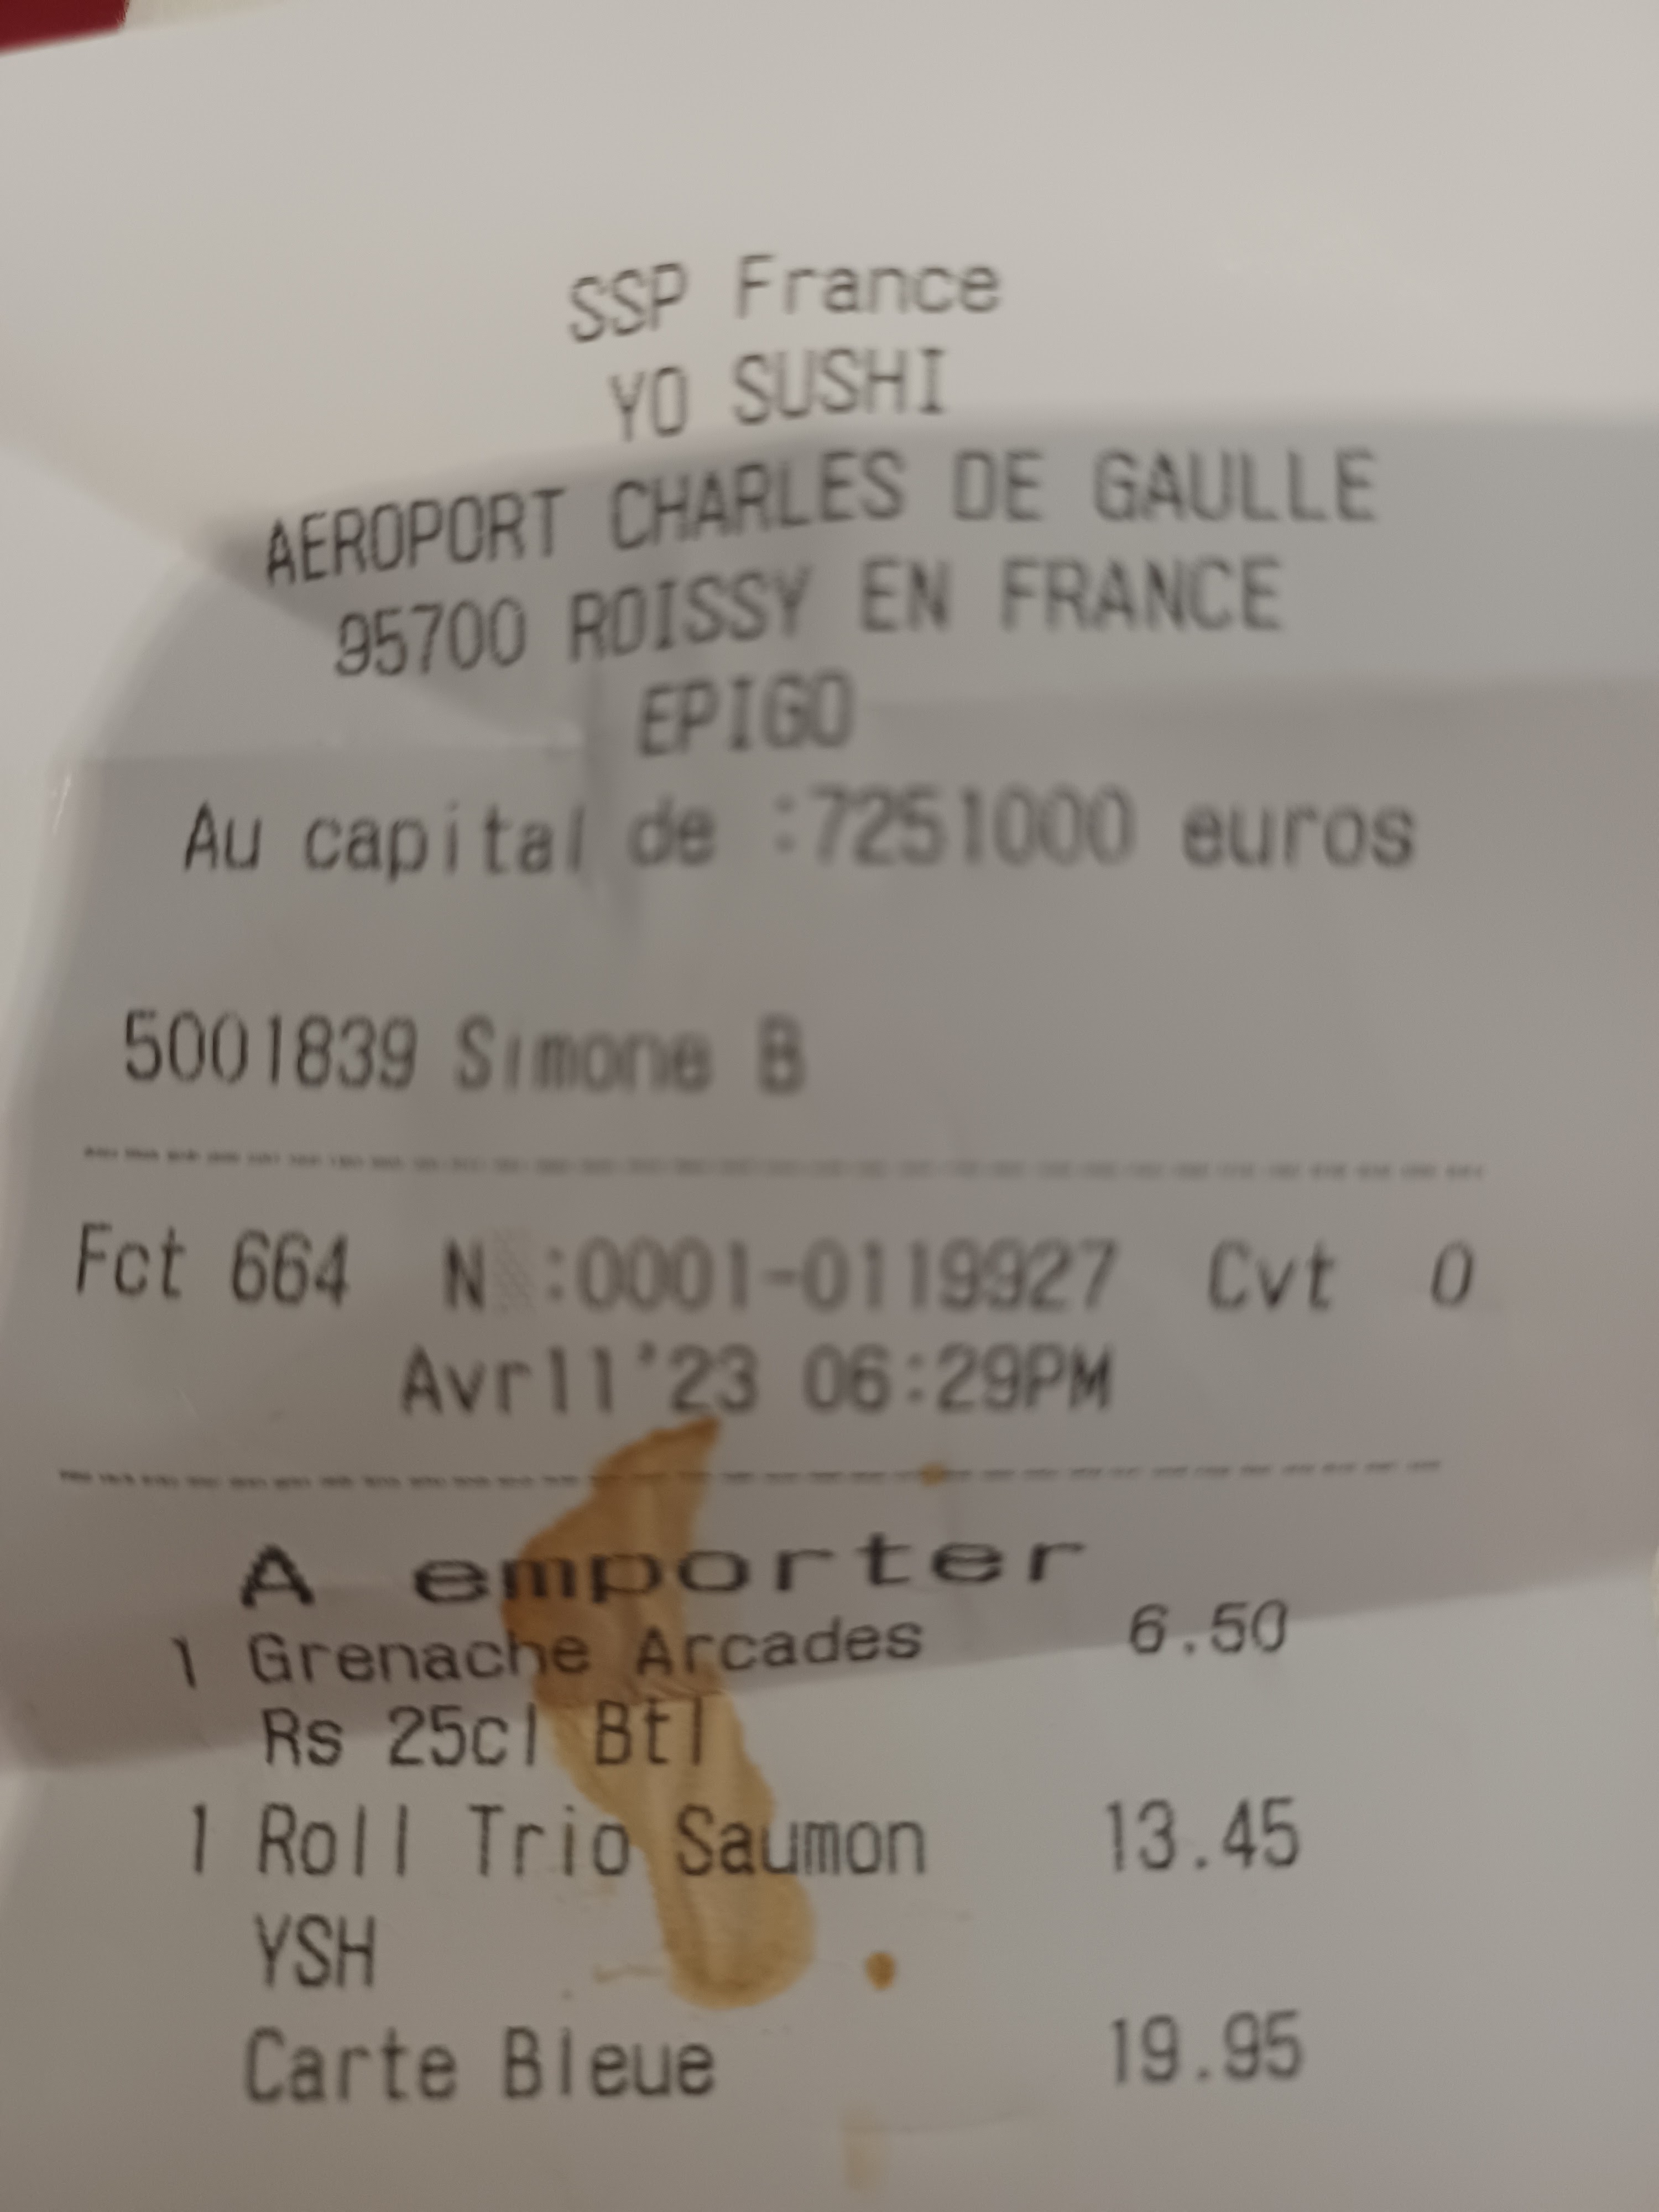 SSP France
YO SUSHI
AEROPORT CHARLES DE GAULLE
95700 ROISSY EN FRANCE
EPIGO
Au capital de :7251000 euros
5001839 Simone B
Fct 664 N :0001-0119927 Cvt 0
Avr11'23 06:29PM
A emporter
1 Grenache Arcades 6.50
Rs 25cl Btl
1 Roll Trio Saumon 13.45
YSH
Carte Bleue 19.95